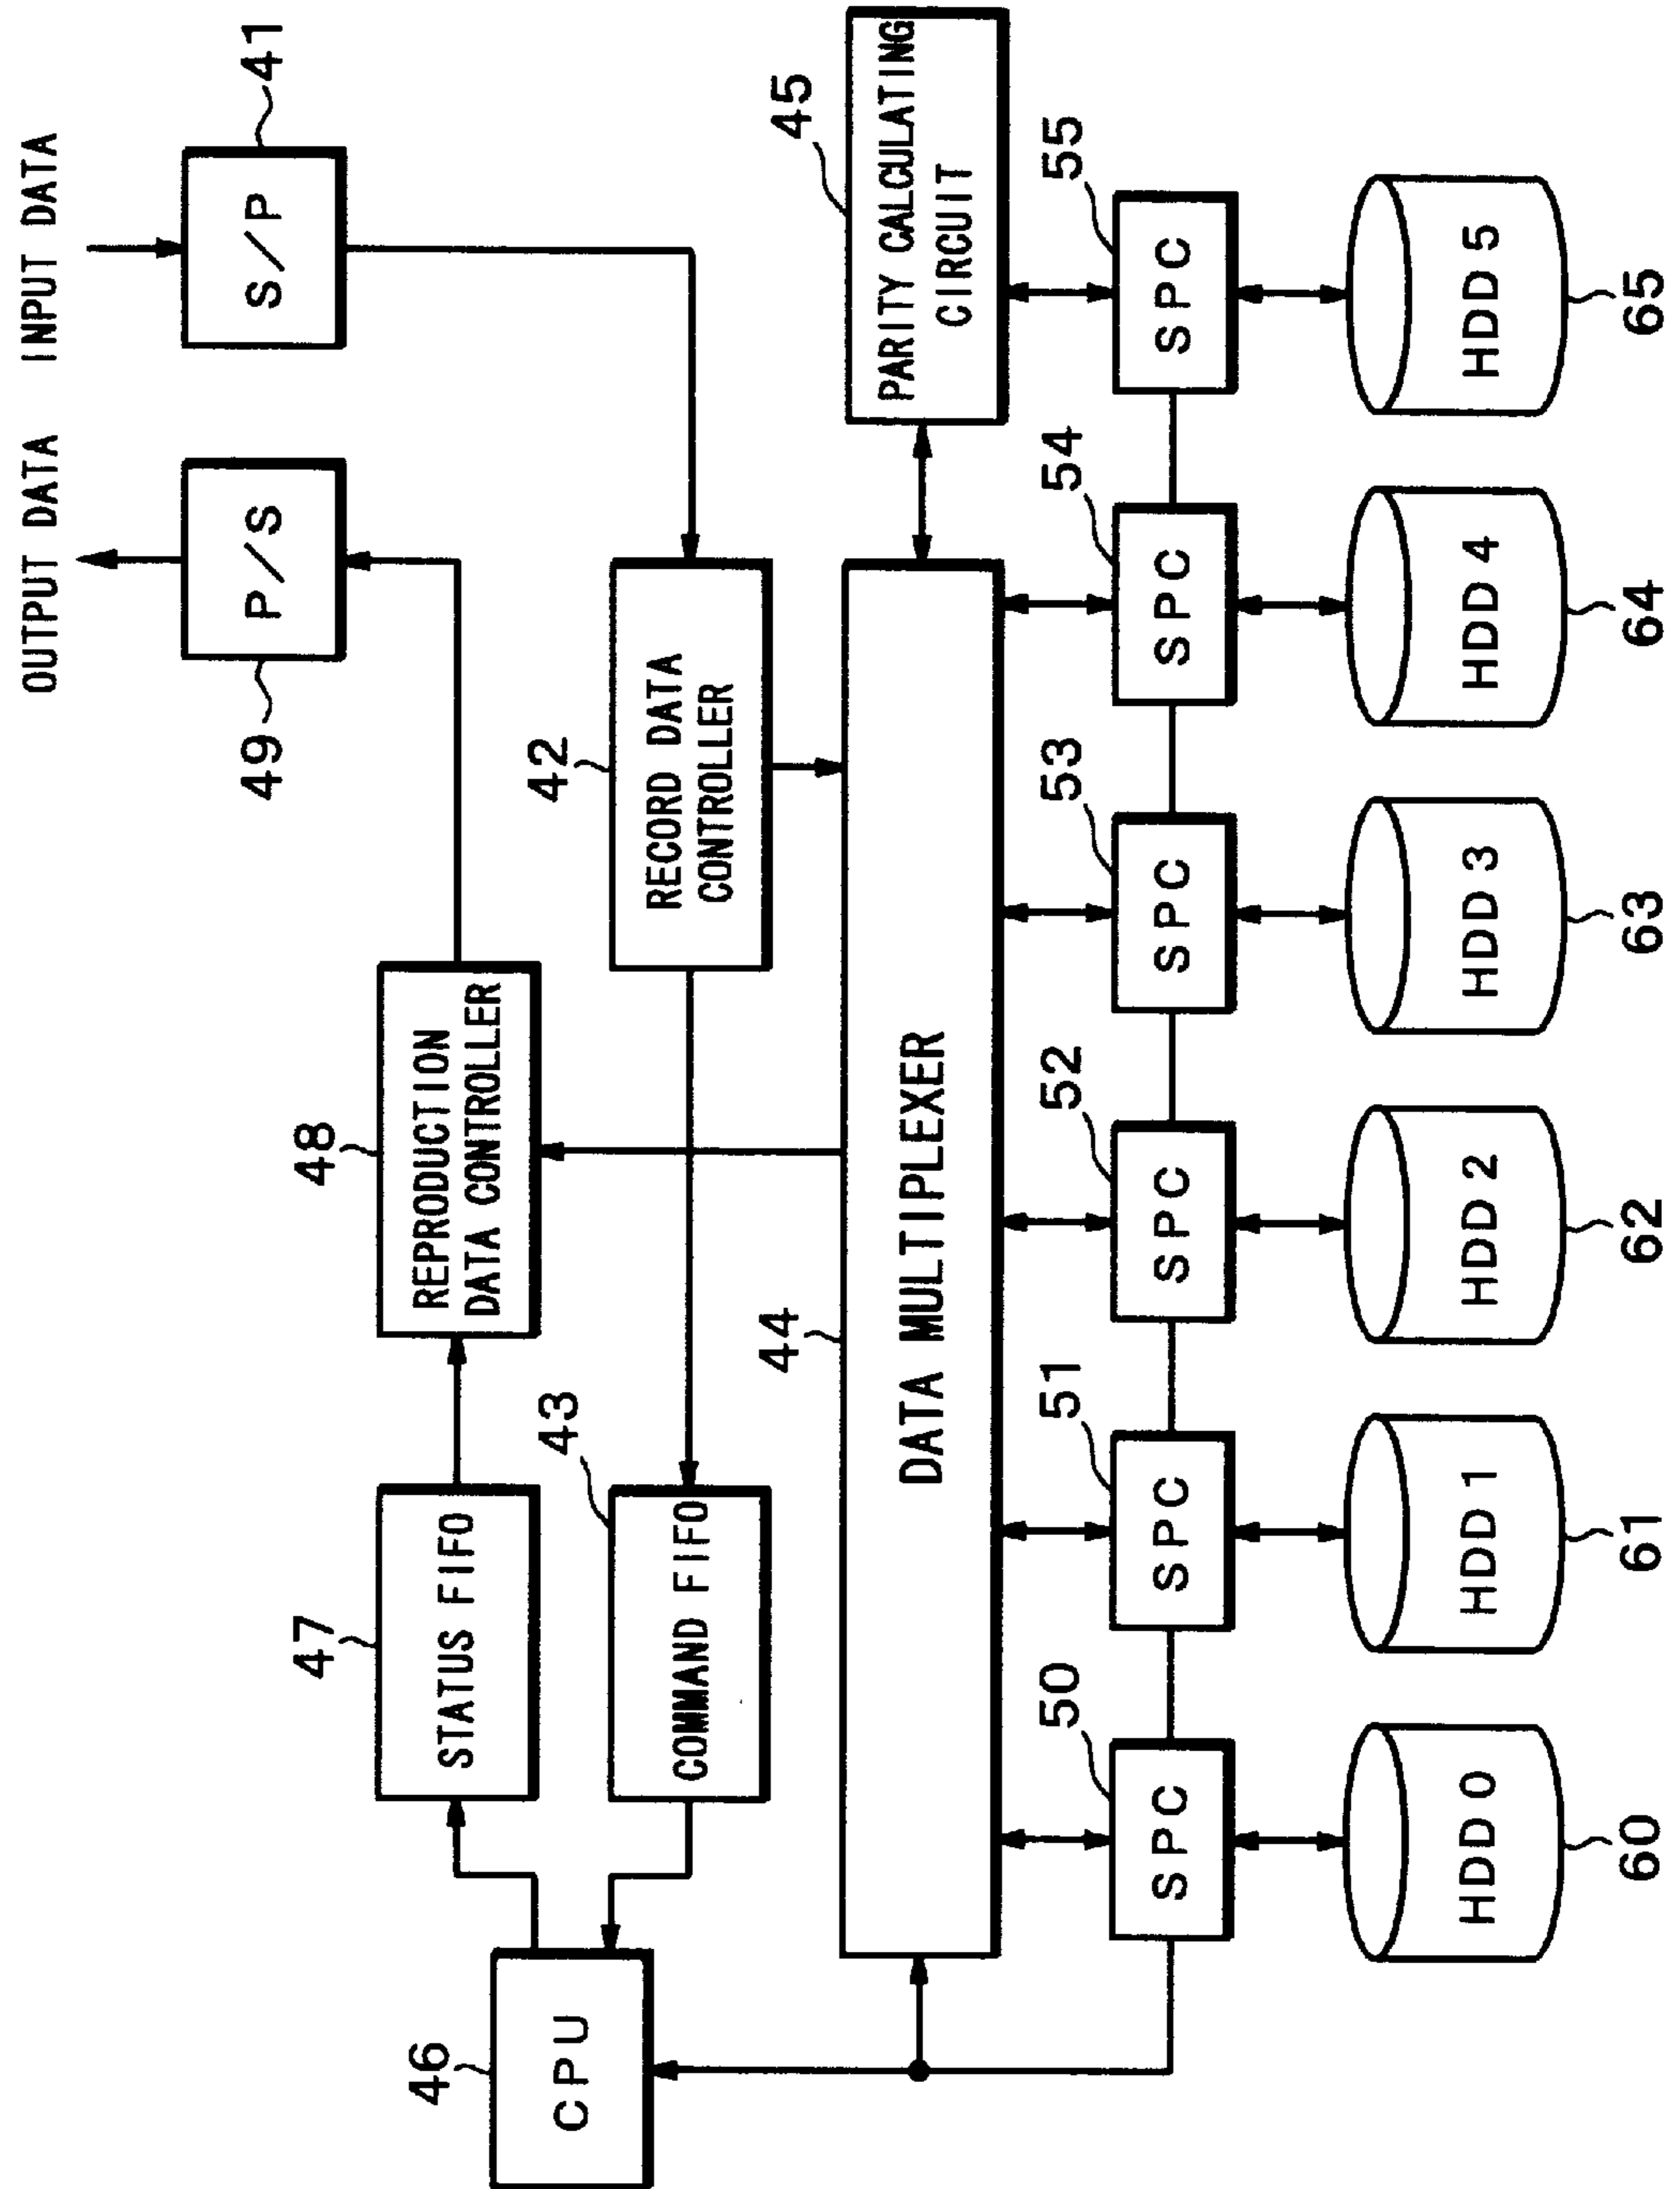 OUTPUT DATA
INPUT DATA
49
P/S
S/P
41
48
REPRODUCTION
DATA CONTROLLER
47
STATUS FIFO
46
CPU
43
COMMAND FIFO
42
RECORD DATA
CONTROLLER
44
DATA MULTIPLEXER
45
PARITY CALCULATING
CIRCUIT
50
51
52
53
54
55
SPC
SPC
SPC
SPC
SPC
SPC
HDD 0
HDD 1
HDD 2
HDD 3
HDD 4
HDD 5
60
61
62
63
64
65